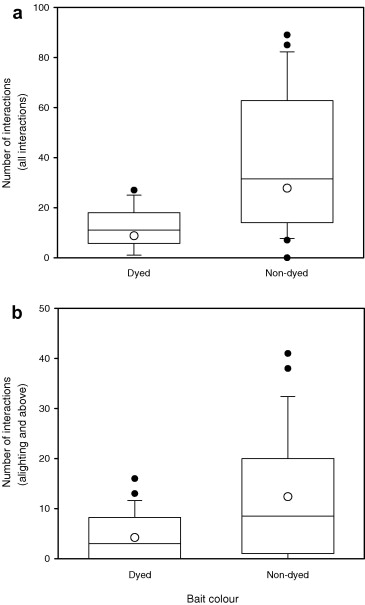 a
100
80
60
40
20
0
Number of interactions
(all interactions)
Dyed Non-dyed
b
50
40
30
20
10
0
Number of interactions
(alighting and above)
Dyed Non-dyed
Bait colour